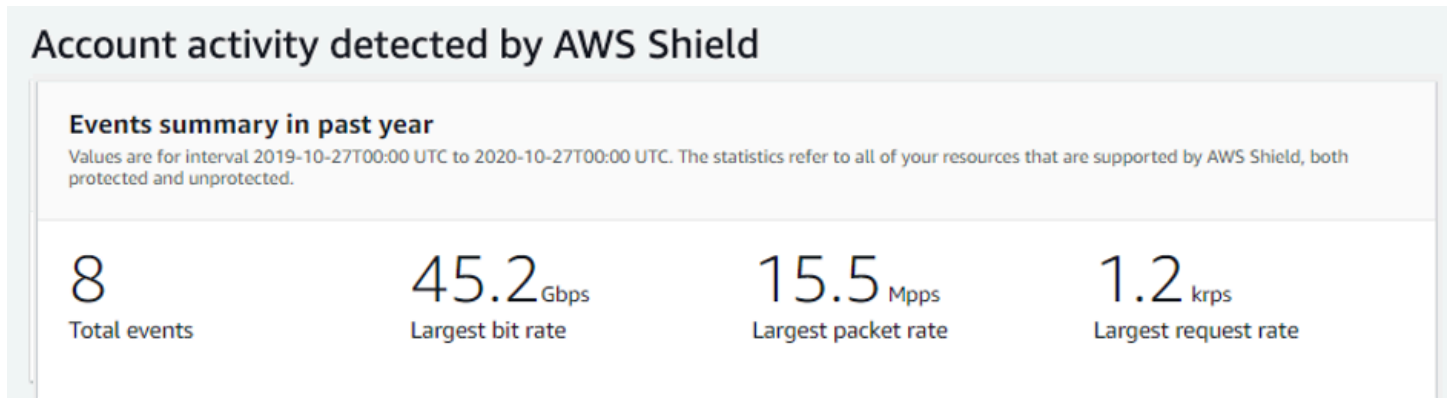 Account activity detected by AWS Shield
Events summary in past year
Values are for interval 2019-10-27T00:00 UTC to 2020-10-27T00:00 UTC. The statistics refer to all of your resources that are supported by AWS Shield, both
protected and unprotected.
8 45.2 Gbps 15.5 Mpps 1.2 krps
Total events Largest bit rate Largest packet rate Largest request rate